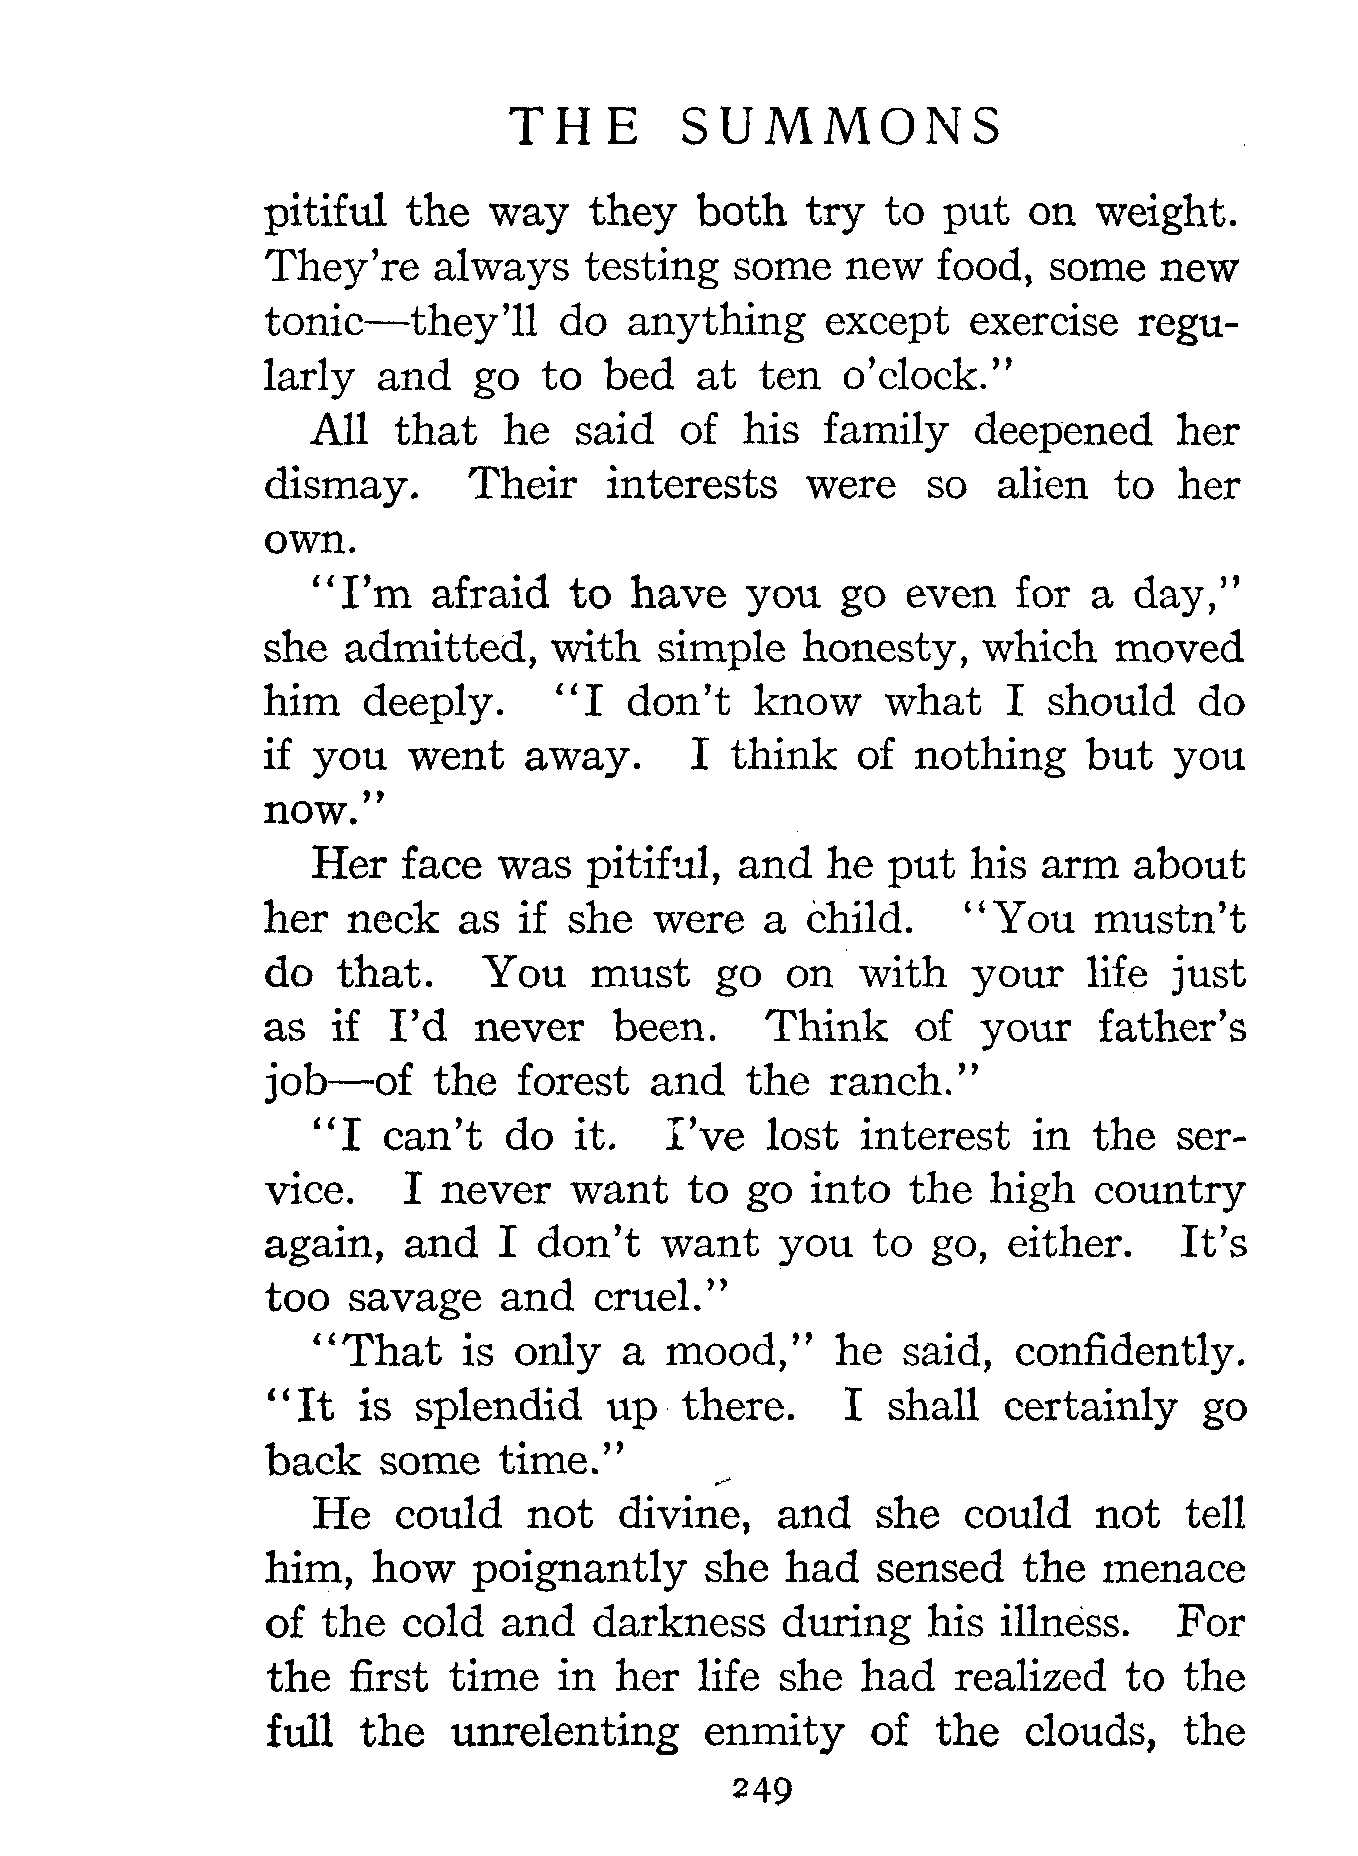 THE SUMMONS
pitiful the way they both try to put on weight.
They're always testing some new food, some new
tonic—they'll do anything except exercise regu-
larly and go to bed at ten o'clock."
All that he said of his family deepened her
dismay. Their interests were so alien to her
own.
"I'm afraid to have you go even for a day,"
she admitted, with simple honesty, which moved
him deeply. "I don't know what I should do
if you went away. I think of nothing but you
now."
Her face was pitiful, and he put his arm about
her neck as if she were a child. "You mustn't
do that. You must go on with your life just
as if I'd never been. Think of your father's
job—of the forest and the ranch."
"I can't do it. I've lost interest in the ser-
vice. I never want to go into the high country
again, and I don't want you to go, either. It's
too savage and cruel."
"That is only a mood," he said, confidently.
"It is splendid up there. I shall certainly go
back some time."
He could not divine, and she could not tell
him, how poignantly she had sensed the menace
of the cold and darkness during his illness. For
the first time in her life she had realized to the
full the unrelenting enmity of the clouds, the
249